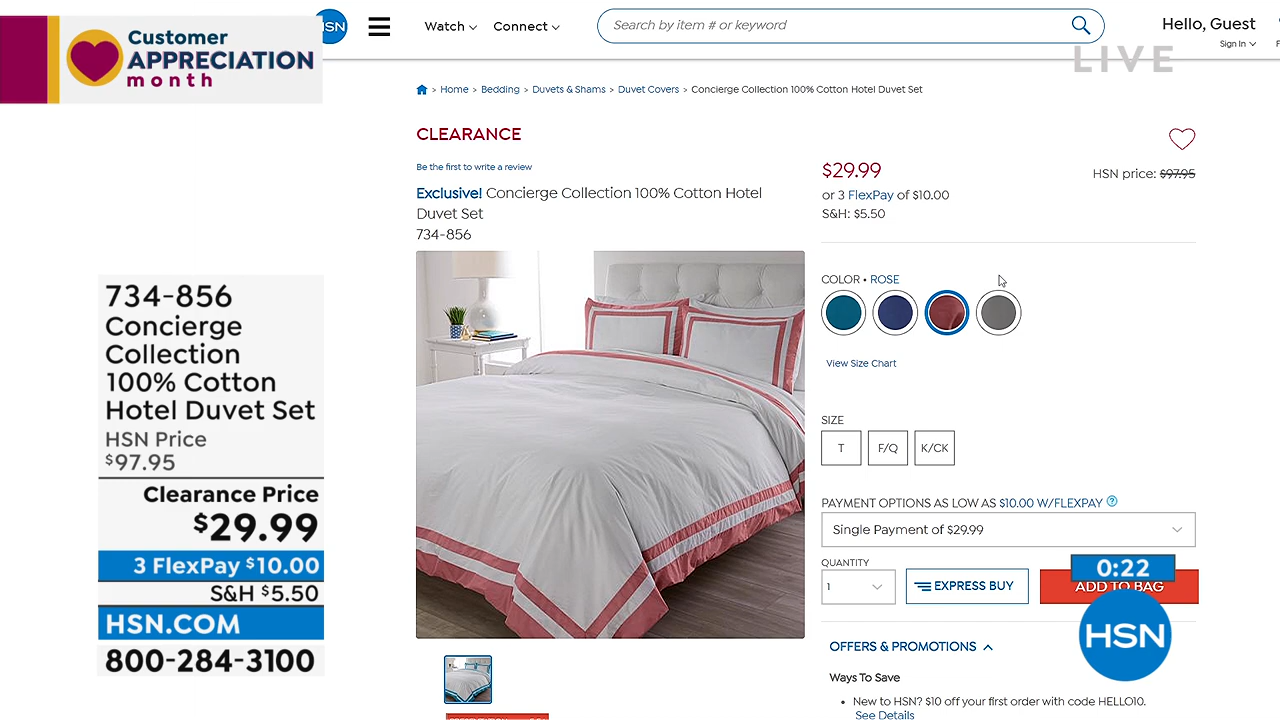 Customer
APPRECIATION
month
HSN
Watch
Connect
Search by item # or keyword
Hello, Guest
Sign In
LIVE
> Home > Bedding > Duvets & Shams > Duvet Covers > Concierge Collection 100% Cotton Hotel Duvet Set
CLEARANCE
Be the first to write a review
Exclusive! Concierge Collection 100% Cotton Hotel
Duvet Set
734-856
$29.99
HSN price: $97.95
or 3 FlexPay of $10.00
S&H: $5.50
COLOR • ROSE
View Size Chart
SIZE
T
F/Q
K/CK
PAYMENT OPTIONS AS LOW AS $10.00 W/FLEXPAY ?
Single Payment of $29.99
QUANTITY
1
EXPRESS BUY
0:22
ADD TO BAG
HSN
OFFERS & PROMOTIONS
Ways To Save
• New to HSN? $10 off your first order with code HELLO10.
See Details
734-856
Concierge
Collection
100% Cotton
Hotel Duvet Set
HSN Price
$97.95
Clearance Price
$29.99
3 FlexPay $10.00
S&H $5.50
HSN.COM
800-284-3100